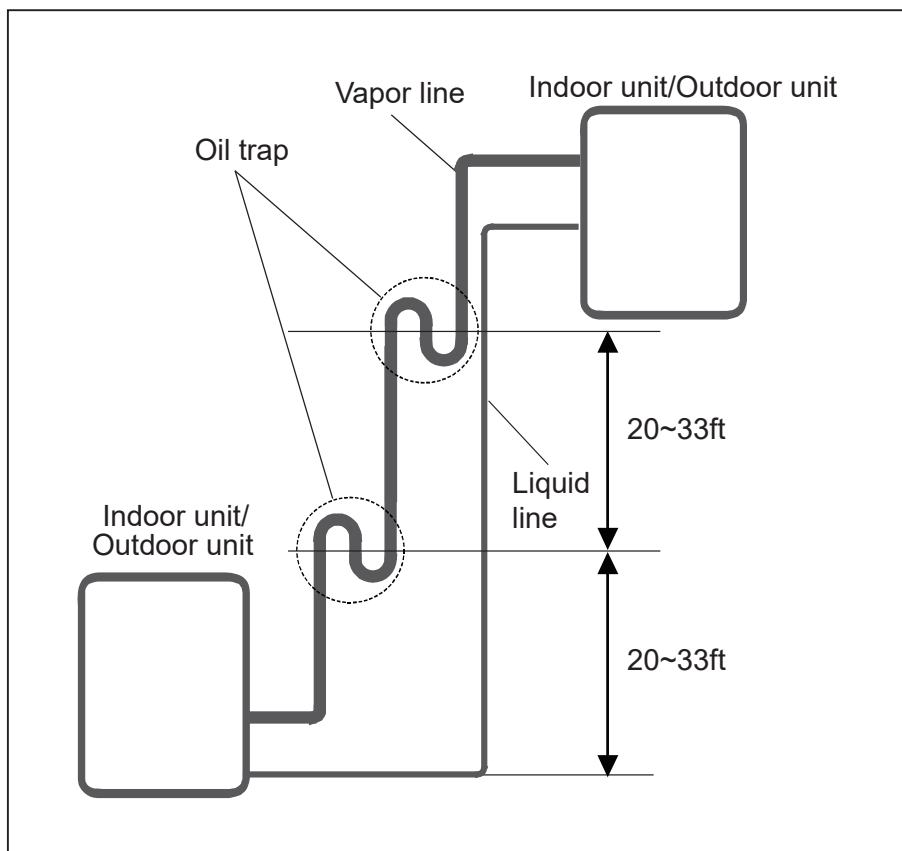 Indoor unit/Outdoor unit
Vapor line
Oil trap
20~33ft
Liquid
line
Indoor unit/
Outdoor unit
20~33ft